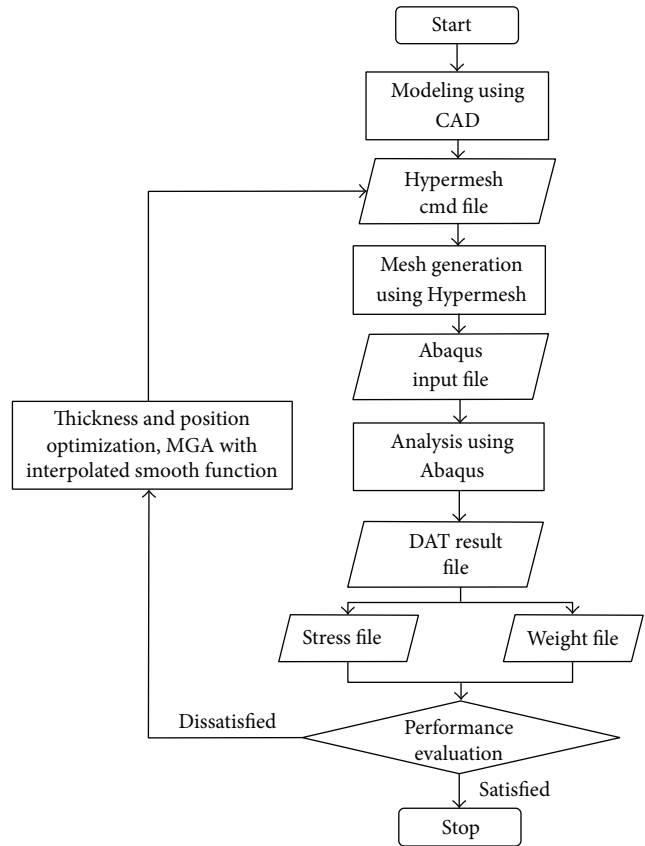 Start
Modeling using
CAD
Hypermesh
cmd file
Mesh generation
using Hypermesh
Abaqus
input file
Thickness and position
optimization, MGA with
interpolated smooth function
Analysis using
Abaqus
DAT result
file
Stress file
Weight file
Dissatisfied
Performance
evaluation
Satisfied
Stop